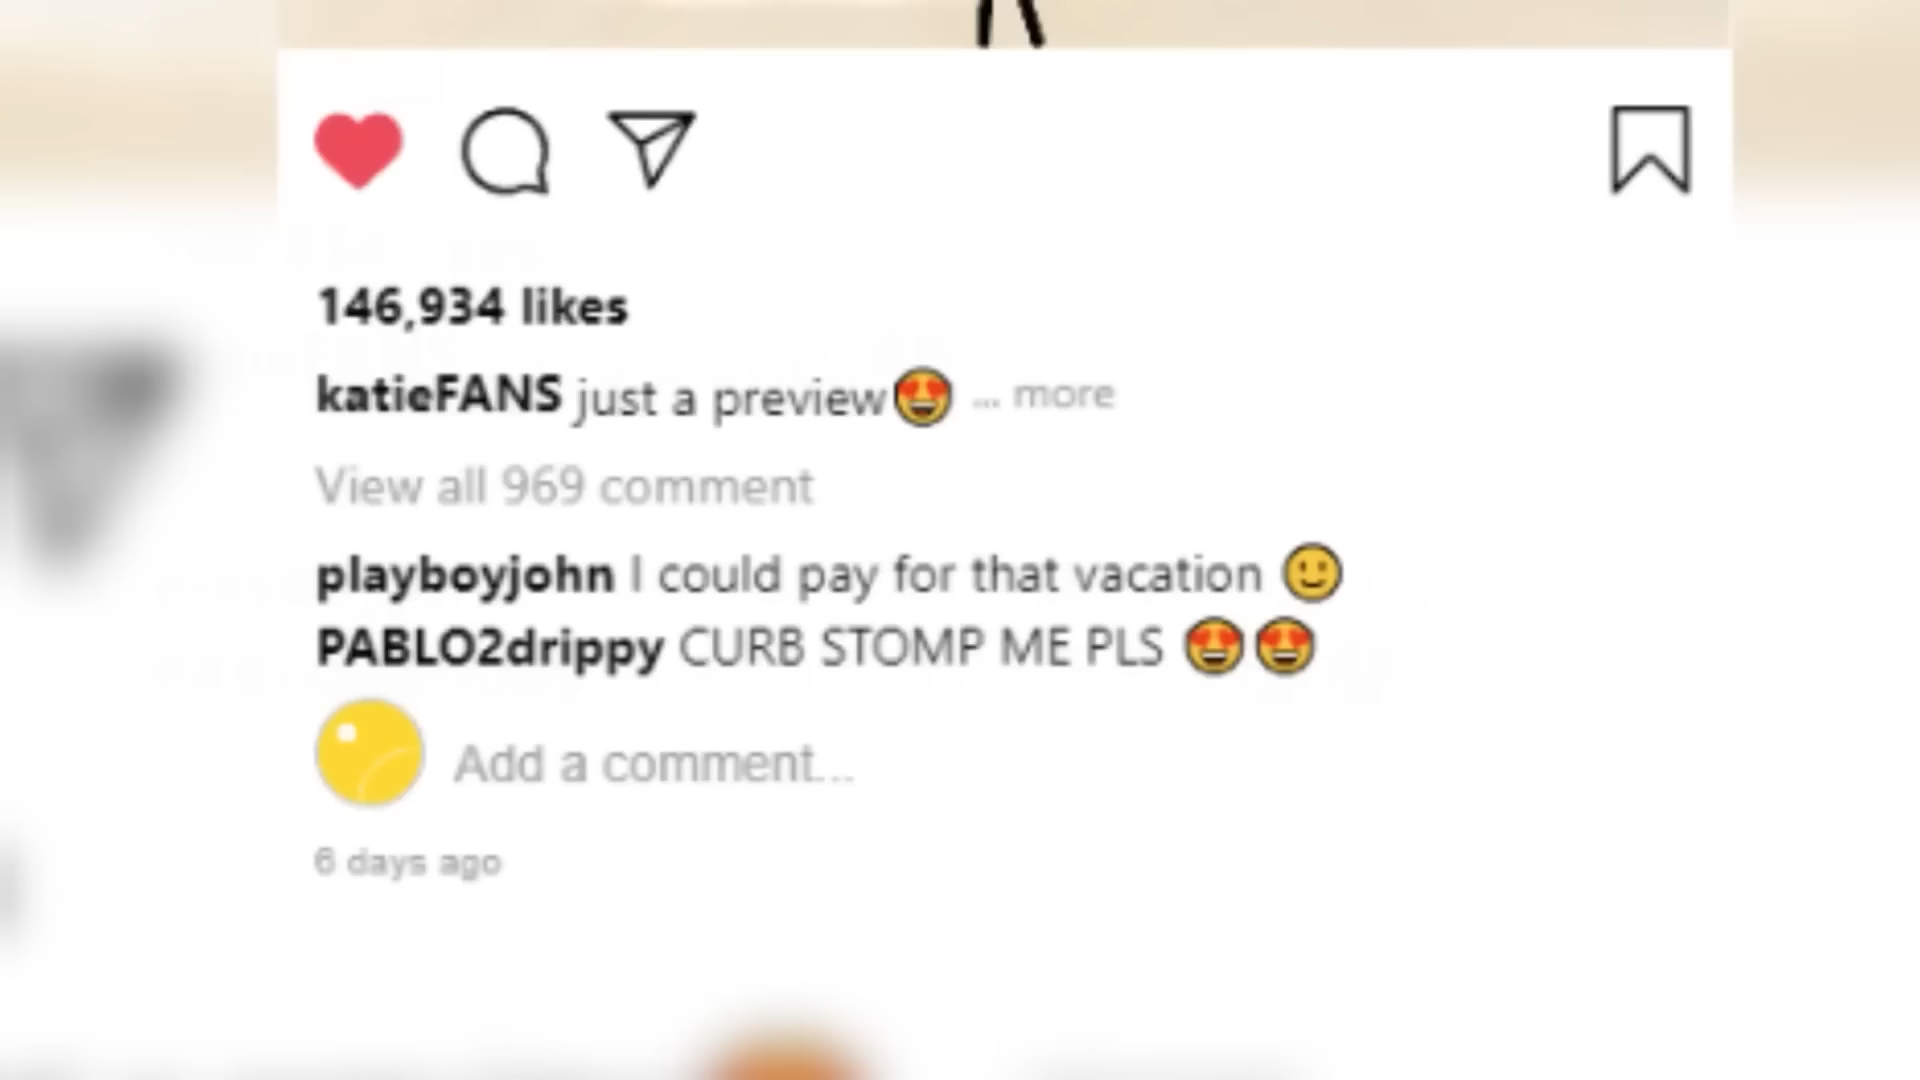 146,934 likes
katieFANS just a preview😍 ... more
View all 969 comment
playboyjohn I could pay for that vacation 🙂
PABLO2drippy CURB STOMP ME PLS 😍😍
Add a comment...
6 days ago